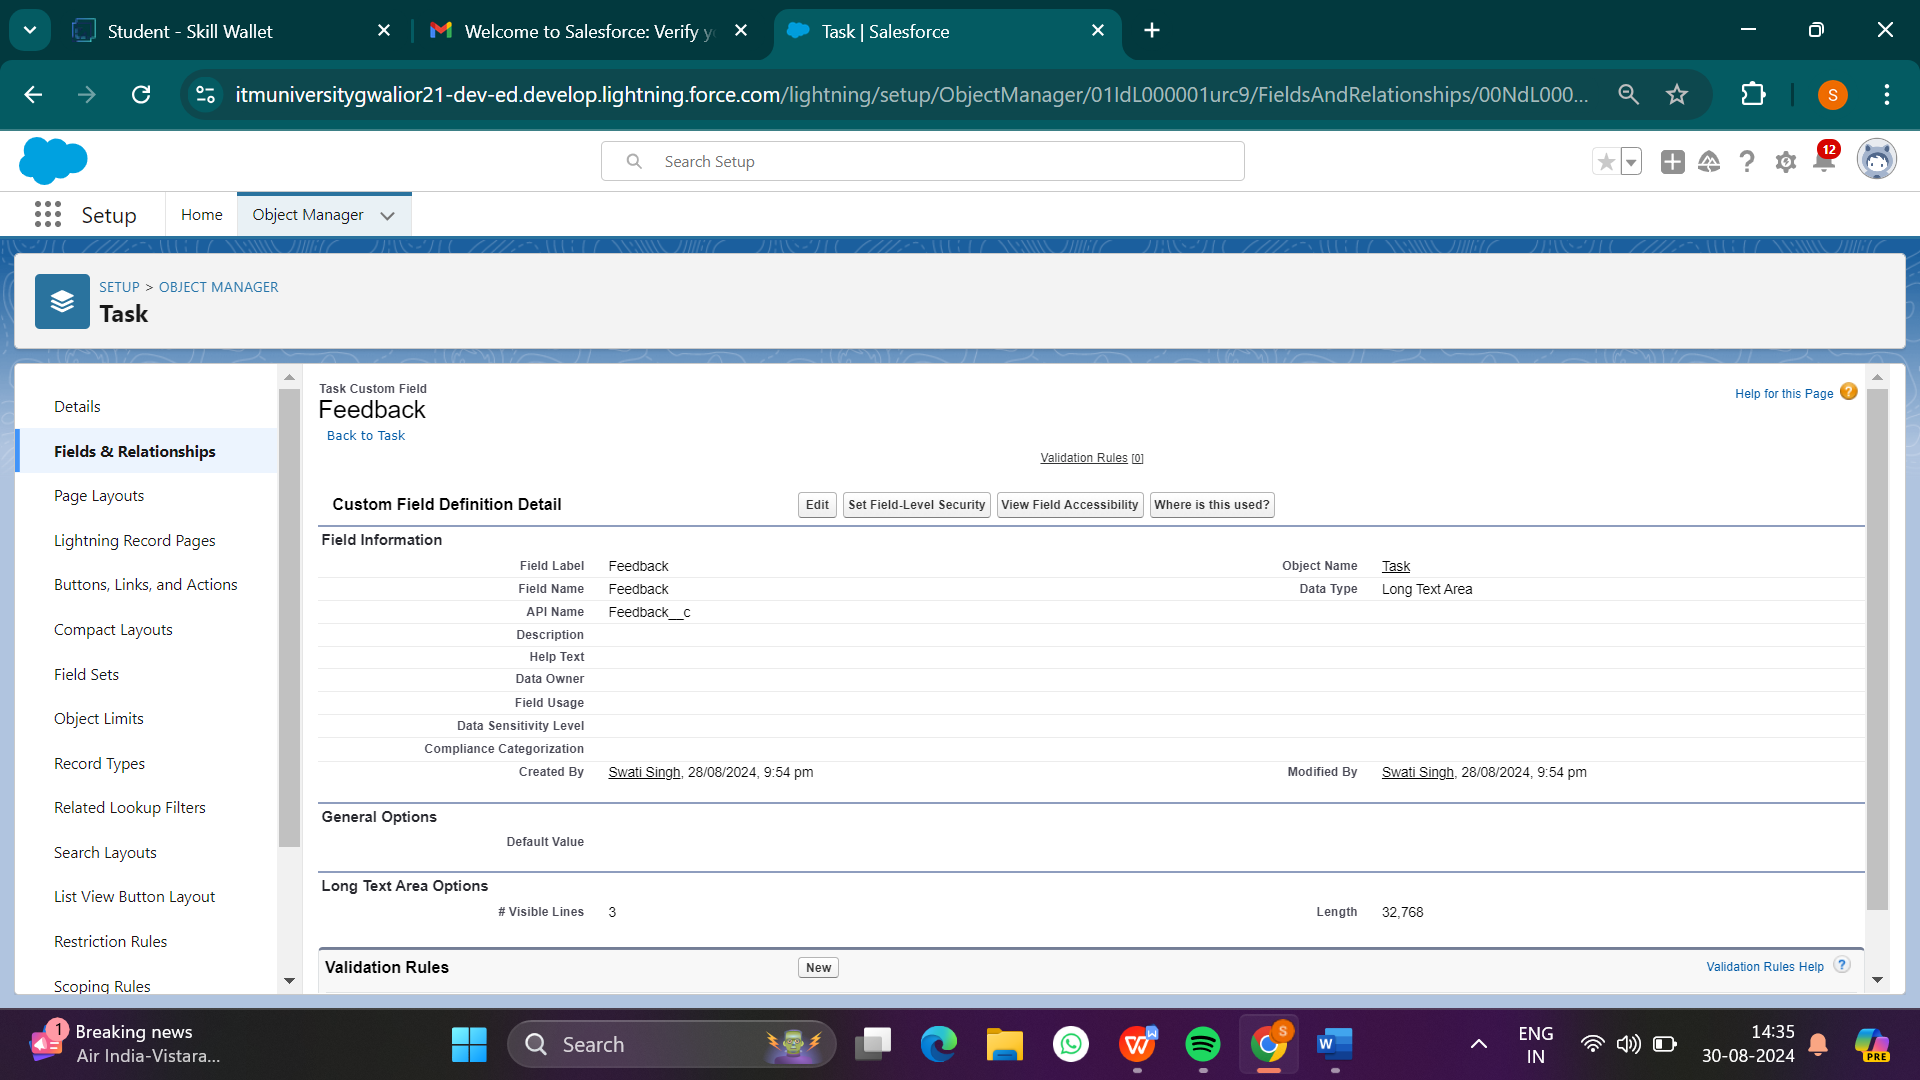 Student - Skill Wallet
Welcome to Salesforce: Verify
Task | Salesforce
itmuniversitygwalior21-dev-ed.develop.lightning.force.com/lightning/setup/ObjectManager/01IdL000001urc9/FieldsAndRelationships/00NdL000...
S
Search Setup
12
Setup
Home
Object Manager
SETUP > OBJECT MANAGER
Task
Details
Fields & Relationships
Page Layouts
Lightning Record Pages
Buttons, Links, and Actions
Compact Layouts
Field Sets
Object Limits
Record Types
Related Lookup Filters
Search Layouts
List View Button Layout
Restriction Rules
Scoping Rules
Task Custom Field
Feedback
Back to Task
Help for this Page ?
Validation Rules [0]
Custom Field Definition Detail
Edit
Set Field-Level Security
View Field Accessibility
Where is this used?
Field Information
Field Label Feedback Object Name Task
Field Name Feedback Data Type Long Text Area
API Name Feedback__c
Description
Help Text
Data Owner
Field Usage
Data Sensitivity Level
Compliance Categorization
Created By Swati Singh, 28/08/2024, 9:54 pm Modified By Swati Singh, 28/08/2024, 9:54 pm
General Options
Default Value
Long Text Area Options
# Visible Lines 3 Length 32,768
Validation Rules New Validation Rules Help ?
1
Breaking news
Air India-Vistara...
Search
W
S
W
ENG
IN
14:35
30-08-2024
PRE